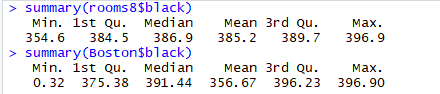 > summary(rooms8$black)
Min. 1st Qu. Median Mean 3rd Qu. Max.
354.6 384.5 386.9 385.2 389.7 396.9
> summary(Boston$black)
Min. 1st Qu. Median Mean 3rd Qu. Max.
0.32 375.38 391.44 356.67 396.23 396.90